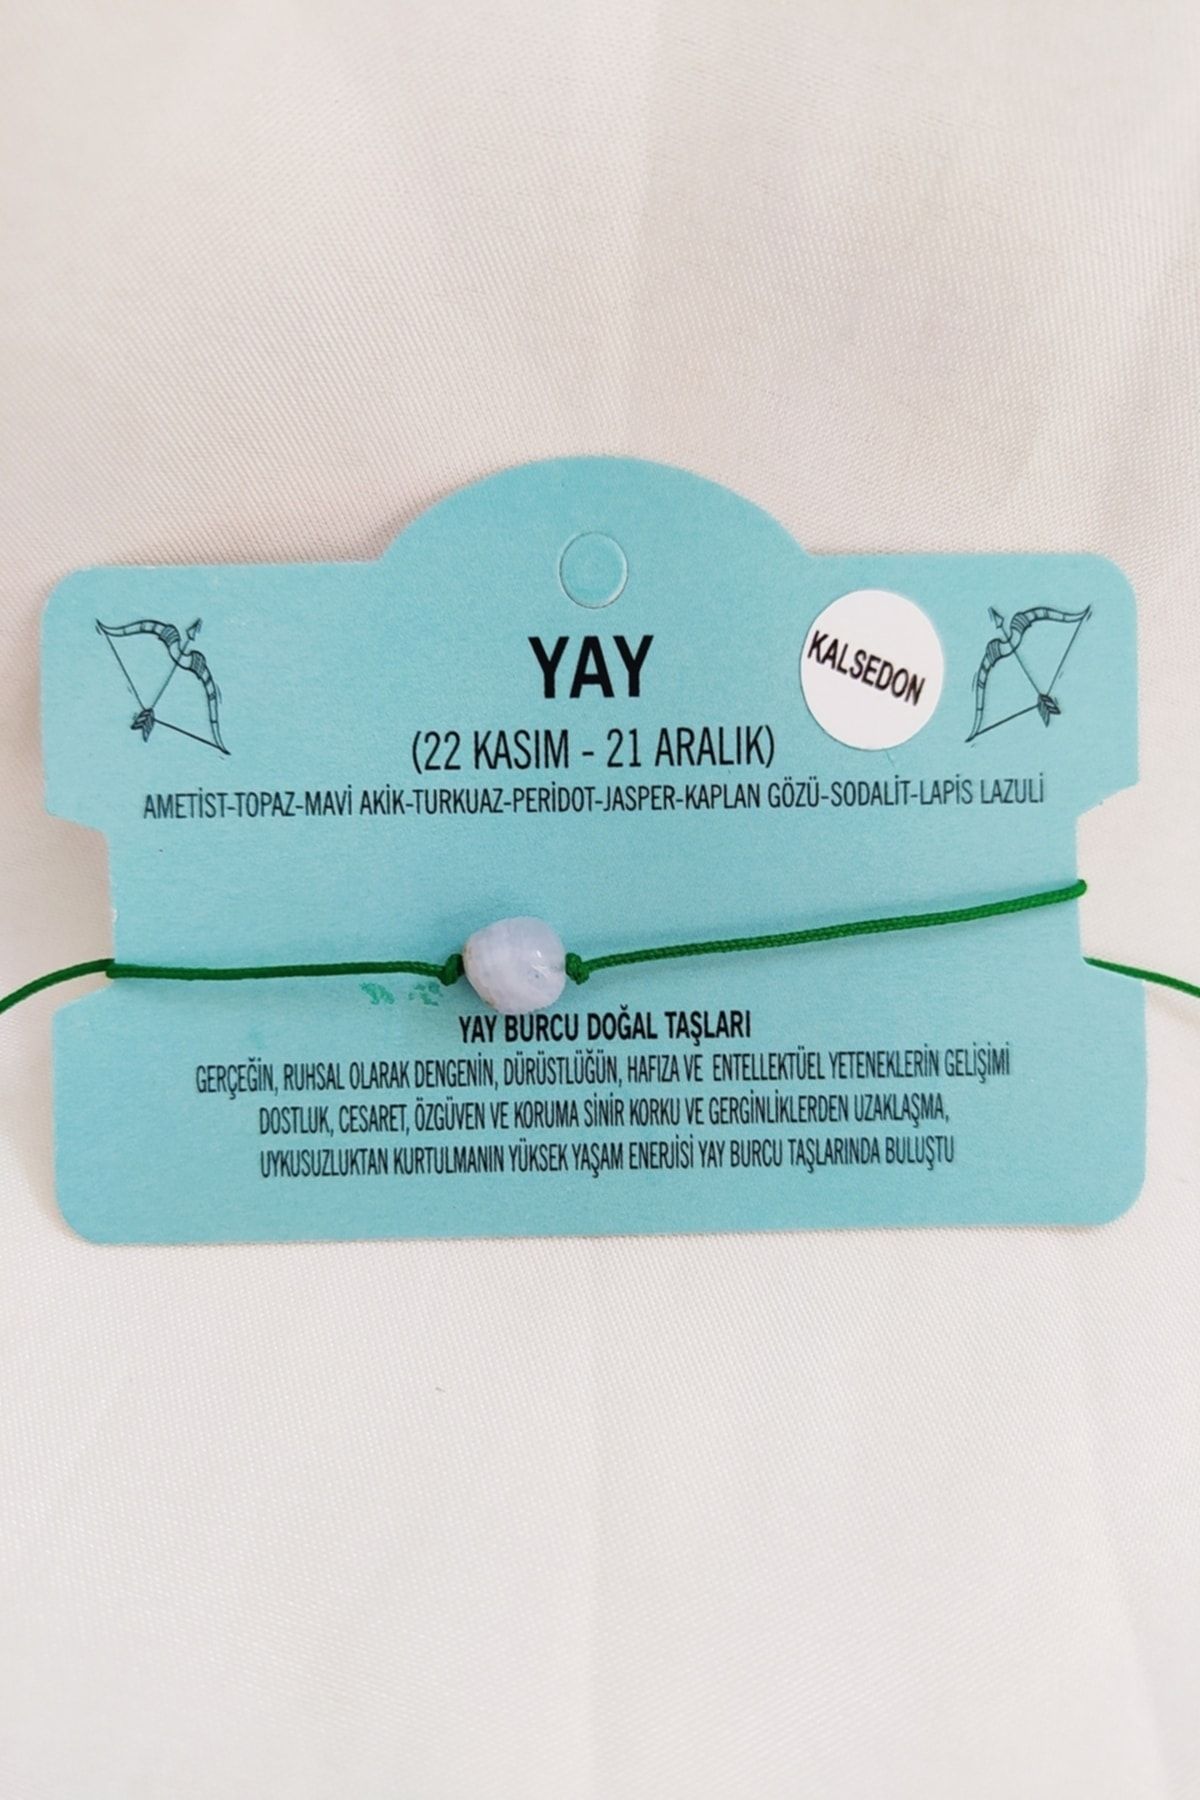 YAY
KALSEDON
(22 KASIM - 21 ARALIK)
AMETİST-TOPAZ-MAVİ AKİK-TURKUAZ-PERİDOT-JASPER-KAPLAN GÖZÜ-SODALİT-LAPİS LAZULİ
YAY BURCU DOĞAL TAŞLARI
GERÇEĞİN, RUHSAL OLARAK DENGENİN, DÜRÜSTLÜĞÜN, HAFIZA VE ENTELLEKTÜEL YETENEKLERİN GELİŞİMİ
DOSTLUK, CESARET, ÖZGÜVEN VE KORUMA SİNİR KORKU VE GERGİNLİKLERDEN UZAKLAŞMA,
UYKUSUZLUKTAN KURTULMANIN YÜKSEK YAŞAM ENERJİSİ YAY BURCU TAŞLARINDA BULUŞTU